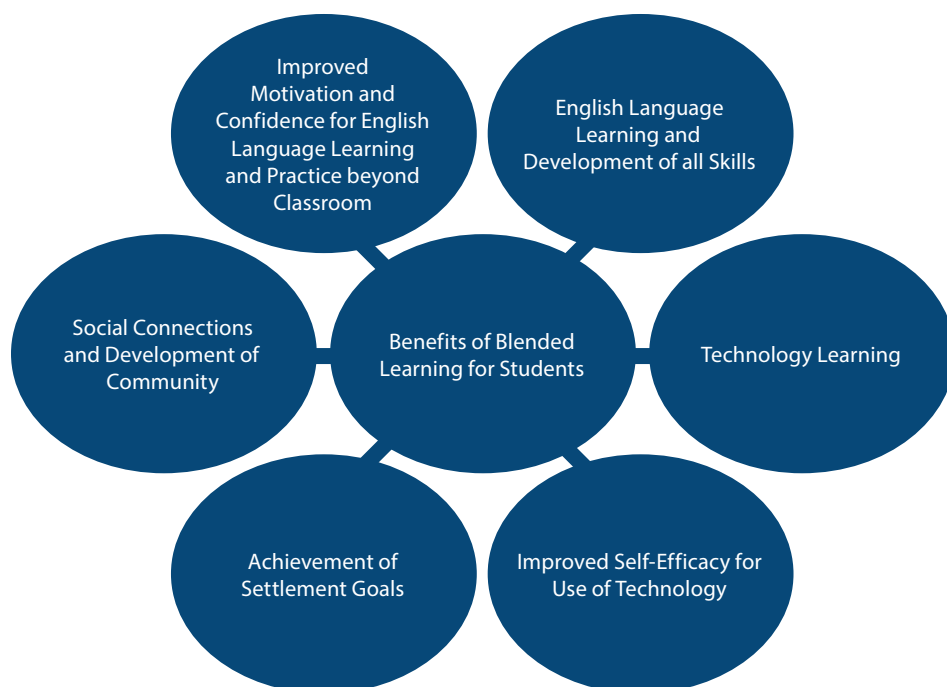 Improved
Motivation and
Confidence for English
Language Learning
and Practice beyond
Classroom
English Language
Learning and
Development of all Skills
Social Connections
and Development of
Community
Benefits of Blended
Learning for Students
Technology Learning
Achievement of
Settlement Goals
Improved Self-Efficacy for
Use of Technology